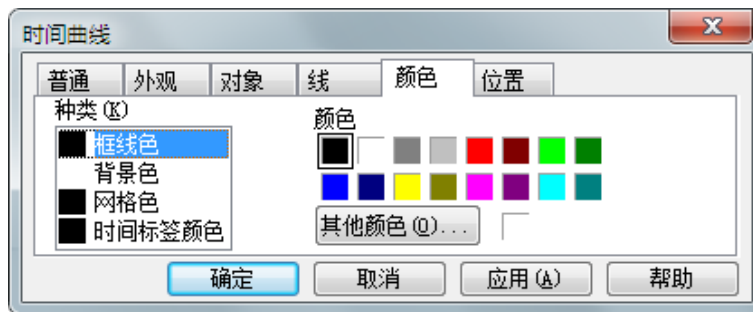 时间曲线
普通 外观 对象 线 颜色 位置
种类(K)
框线色
背景色
网格色
时间标签颜色
颜色
其他颜色(O)...
确定 取消 应用(A) 帮助